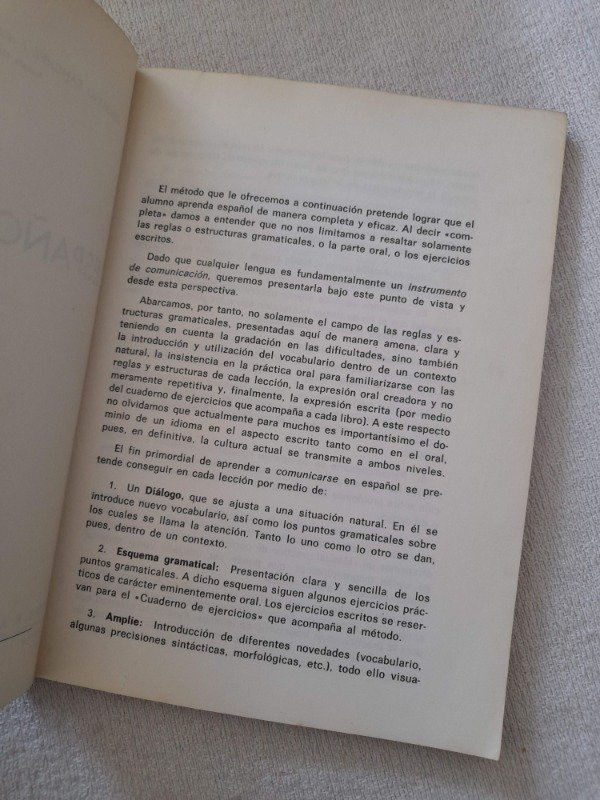 PAÑO
El método que le ofrecemos a continuación pretende lograr que el
alumno aprenda español de manera completa y eficaz. Al decir «com-
pleta» damos a entender que no nos limitamos a resaltar solamente
las reglas o estructuras gramaticales, o la parte oral, o los ejercicios
escritos.
Dado que cualquier lengua es fundamentalmente un instrumento
de comunicación, queremos presentarla bajo este punto de vista y
desde esta perspectiva.
Abarcamos, por tanto, no solamente el campo de las reglas y es-
tructuras gramaticales, presentadas aquí de manera amena, clara y
teniendo en cuenta la gradación en las dificultades, sino también
la introducción y utilización del vocabulario dentro de un contexto
natural, la insistencia en la práctica oral para familiarizarse con las
reglas y estructuras de cada lección, la expresión oral creadora y no
meramente repetitiva y, finalmente, la expresión escrita (por medio
del cuaderno de ejercicios que acompaña a cada libro). A este respecto
no olvidamos que actualmente para muchos es importantísimo el do-
minio de un idioma en el aspecto escrito tanto como en el oral,
pues, en definitiva, la cultura actual se transmite a ambos niveles.
El fin primordial de aprender a comunicarse en español se pre-
tende conseguir en cada lección por medio de:
1. Un Diálogo, que se ajusta a una situación natural. En él se
introduce nuevo vocabulario, así como los puntos gramaticales sobre
los cuales se llama la atención. Tanto lo uno como lo otro se dan,
pues, dentro de un contexto.
2. Esquema gramatical: Presentación clara y sencilla de los
puntos gramaticales. A dicho esquema siguen algunos ejercicios prác-
ticos de carácter eminentemente oral. Los ejercicios escritos se reser-
van para el «Cuaderno de ejercicios» que acompaña al método.
3. Amplíe: Introducción de diferentes novedades (vocabulario,
algunas precisiones sintácticas, morfológicas, etc.), todo ello visua-